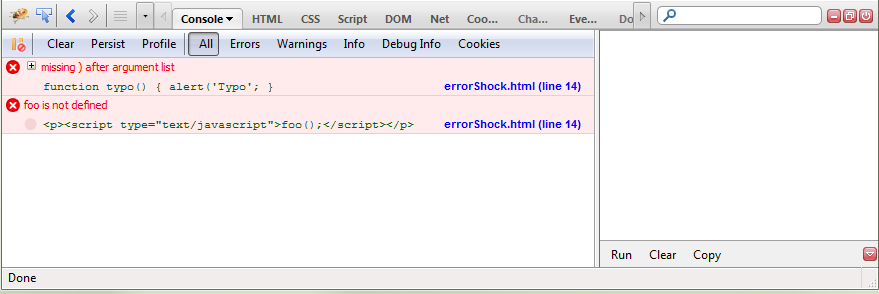 Console HTML CSS Script DOM Net Coo... Cha... Eve... Do
Clear Persist Profile All Errors Warnings Info Debug Info Cookies
missing ) after argument list
function typo() { alert('Typo'; } errorShock.html (line 14)
foo is not defined
<p><script type="text/javascript">foo();</script></p> errorShock.html (line 14)
Run Clear Copy
Done